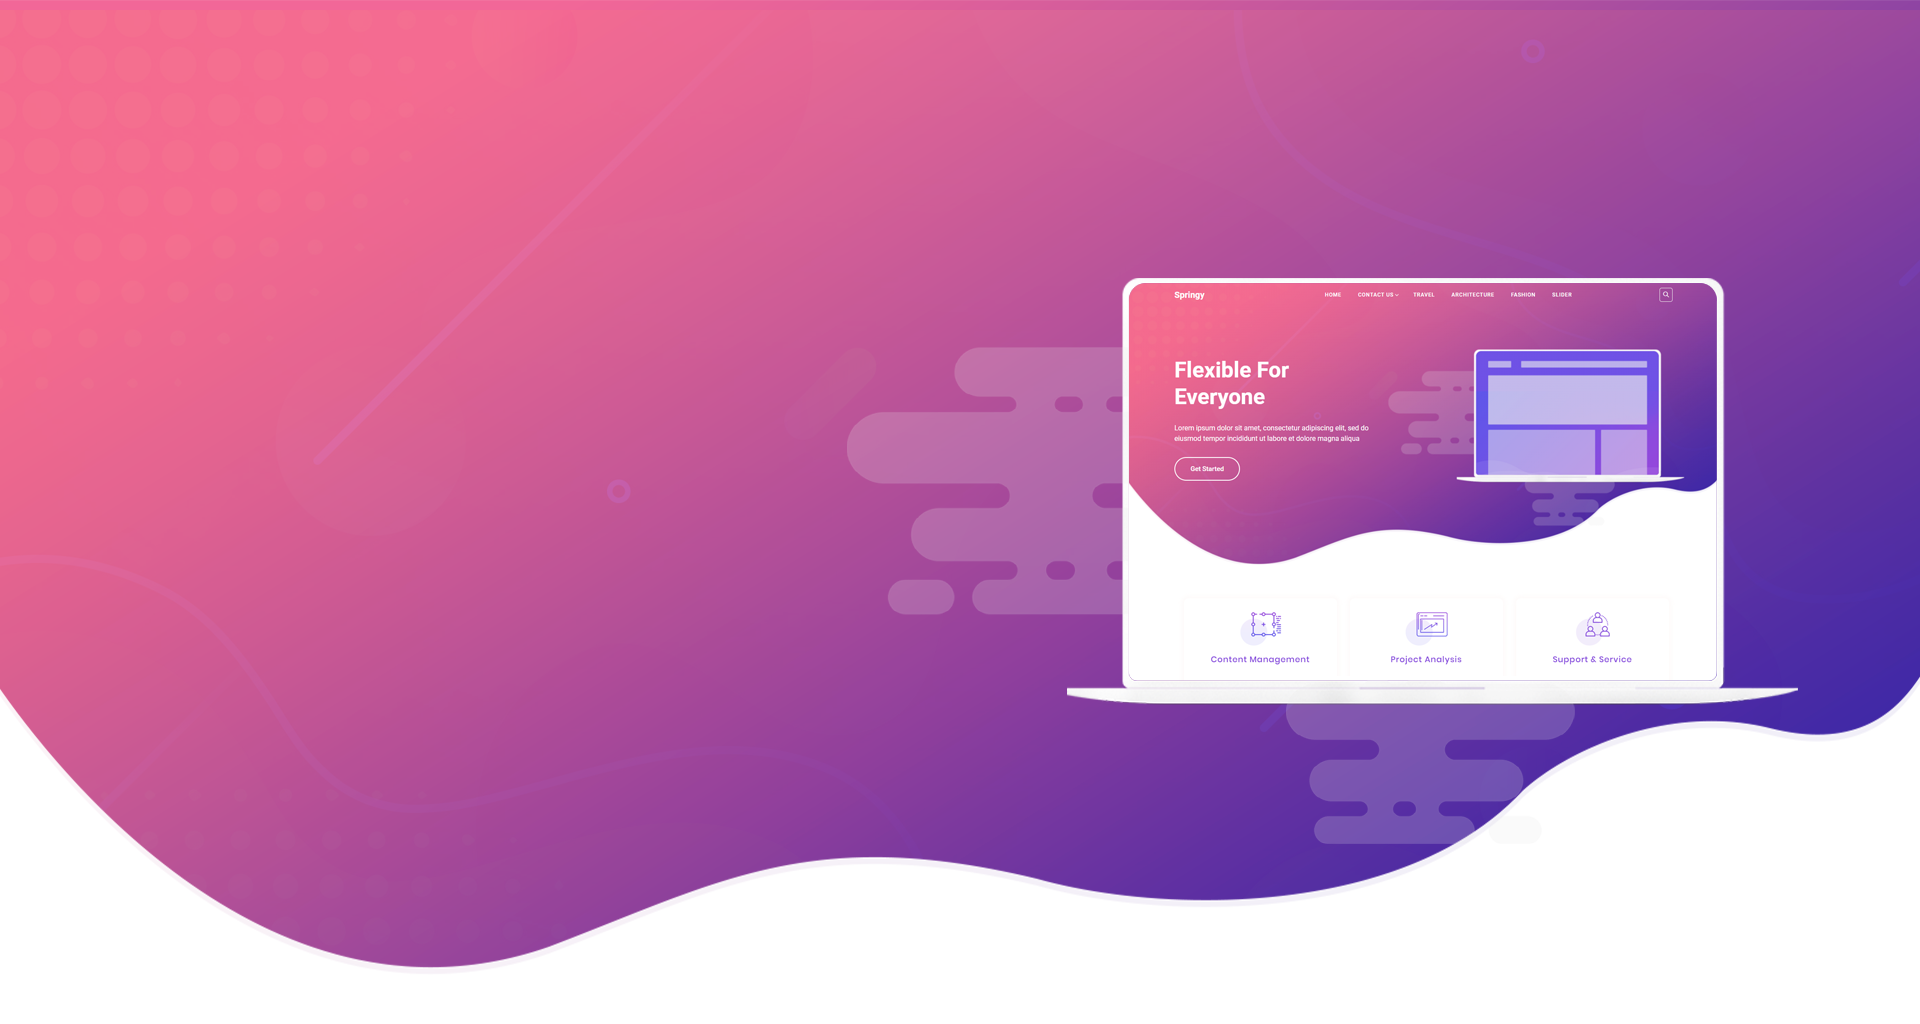 Springy
HOME CONTACT US TRAVEL ARCHITECTURE FASHION SLIDER
Flexible For
Everyone
Lorem ipsum dolor sit amet, consectetur adipiscing elit, sed do
eiusmod tempor incididunt ut labore et dolore magna aliqua
Get Started
Content Management
Project Analysis
Support & Service